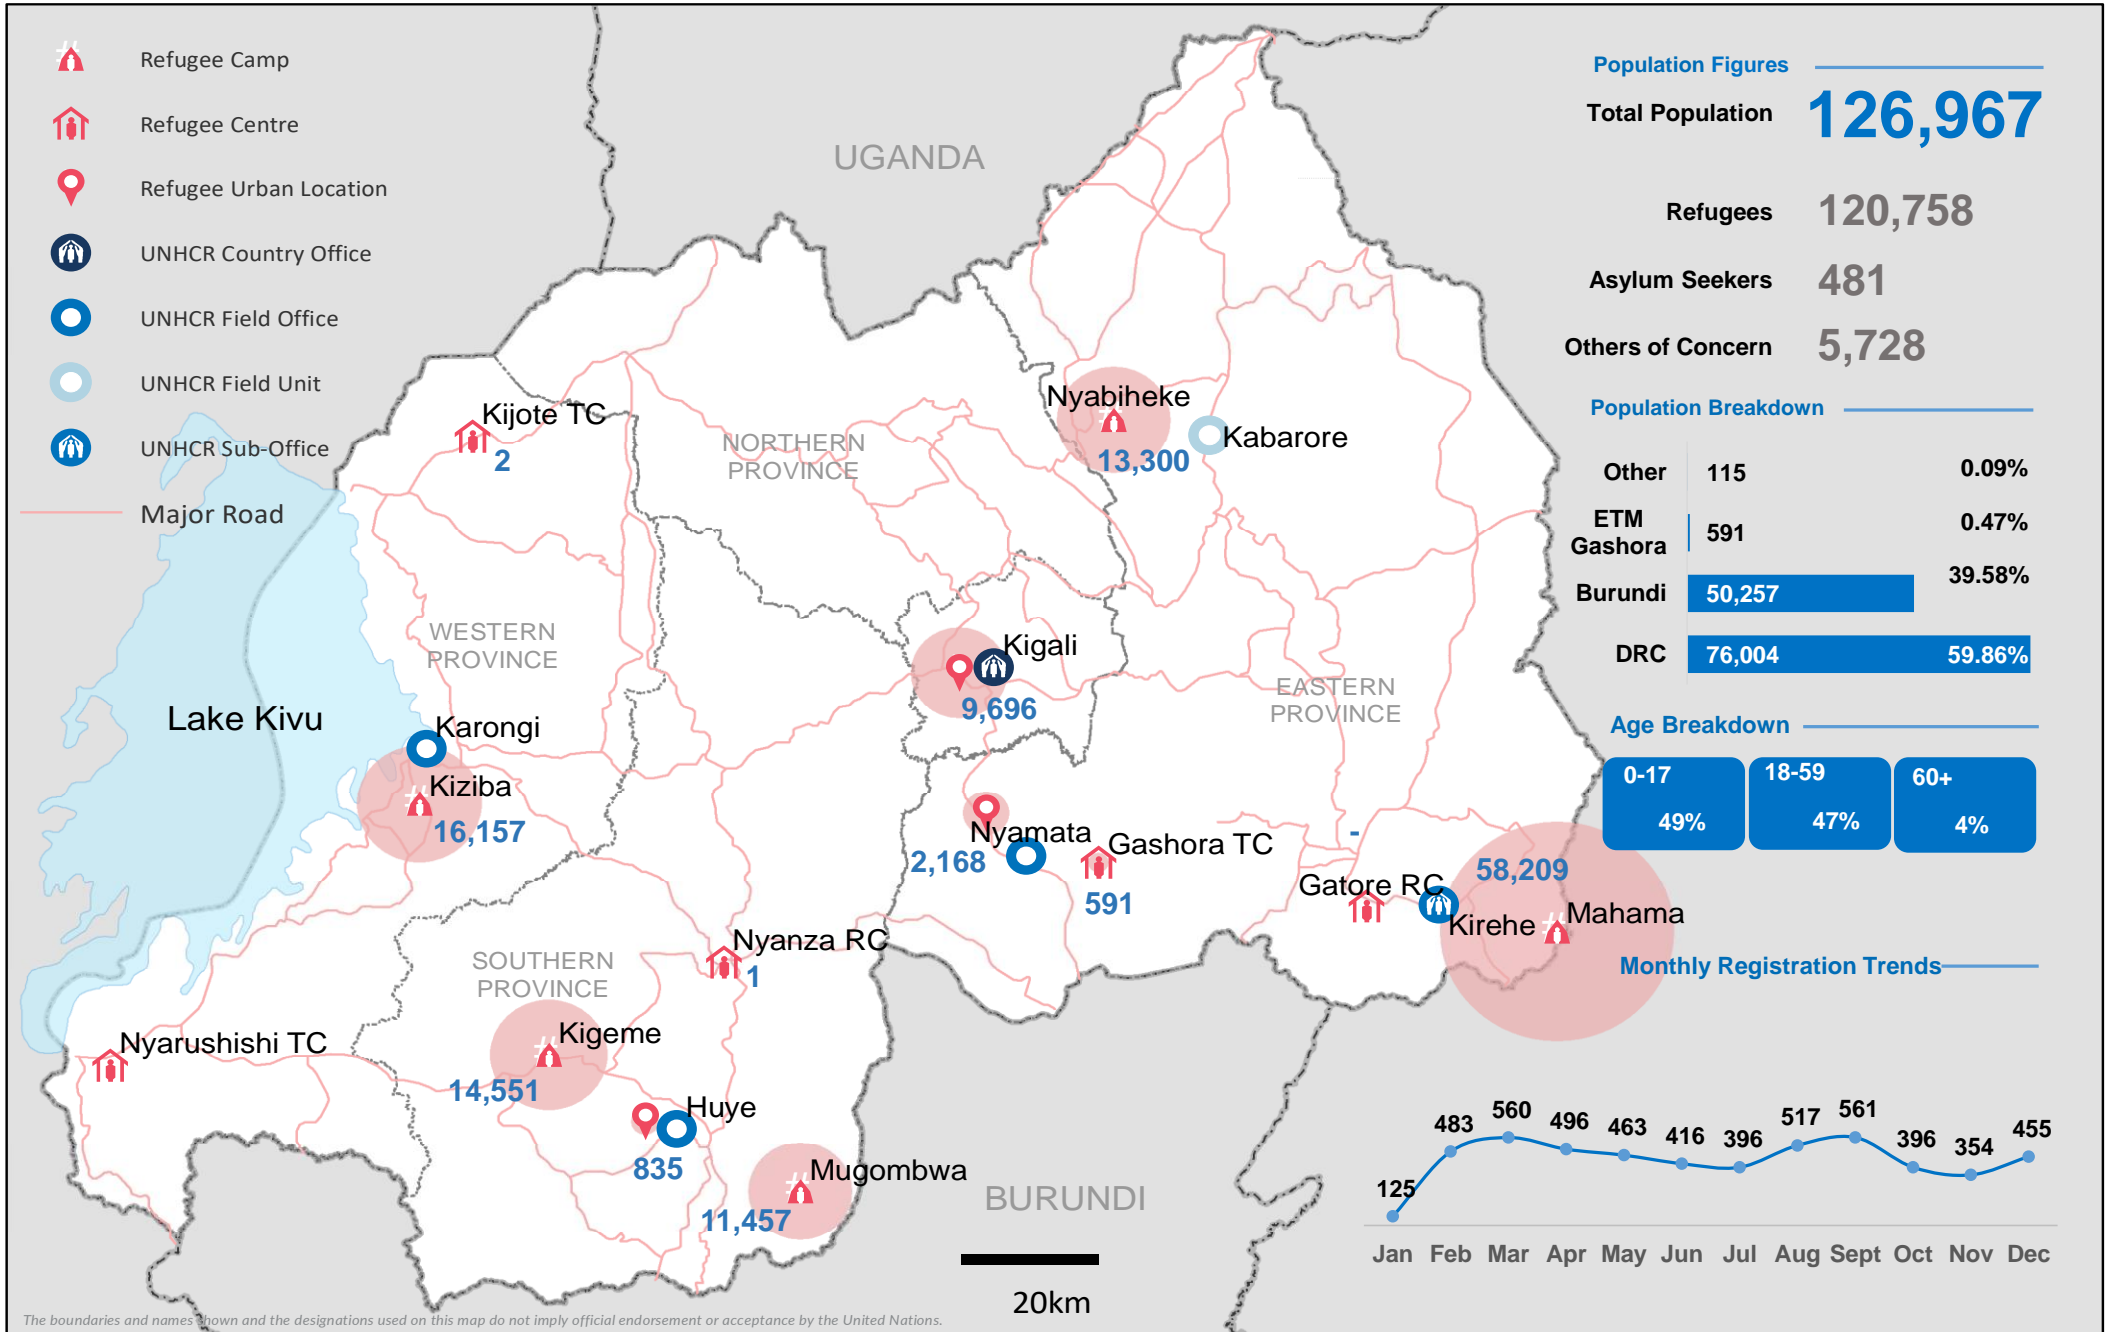 Refugee Camp
Refugee Centre
Refugee Urban Location
UNHCR Country Office
UNHCR Field Office
UNHCR Field Unit
UNHCR Sub-Office
Major Road
UGANDA
Kijote TC
2
NORTHERN
PROVINCE
Nyabiheke
13,300
Kabarore
WESTERN
PROVINCE
Kigali
9,696
EASTERN
PROVINCE
Lake Kivu
Karongi
Kiziba
16,157
Nyamata
2,168
Gashora TC
591
-
Gatore RC
58,209
Kirehe
Mahama
Nyanza RC
1
SOUTHERN
PROVINCE
Nyarushishi TC
Kigeme
14,551
Huye
835
Mugombwa
11,457
BURUNDI
20km
The boundaries and names shown and the designations used on this map do not imply official endorsement or acceptance by the United Nations.
Population Figures
Total Population 126,967
Refugees 120,758
Asylum Seekers 481
Others of Concern 5,728
Population Breakdown
Other 115 0.09%
ETM
Gashora 591 0.47%
Burundi 50,257 39.58%
DRC 76,004 59.86%
Age Breakdown
0-17 18-59 60+
49% 47% 4%
Monthly Registration Trends
125 483 560 496 463 416 396 517 561 396 354 455
Jan Feb Mar Apr May Jun Jul Aug Sept Oct Nov Dec